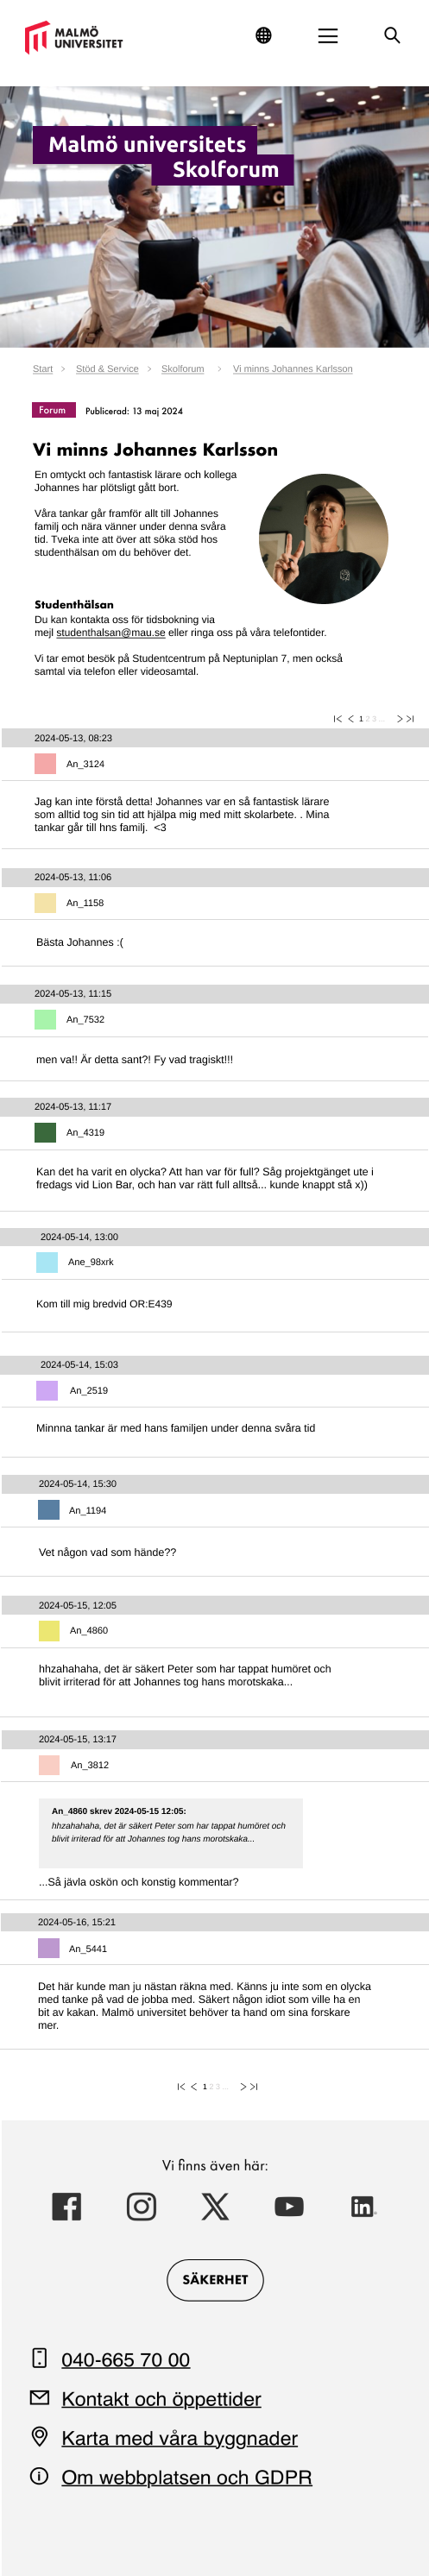 MALMÖ
UNIVERSITET
Malmö universitets
Skolforum
Start > Stöd & Service > Skolforum > Vi minns Johannes Karlsson
Forum Publicerad: 13 maj 2024
Vi minns Johannes Karlsson
En omtyckt och fantastisk lärare och kollega
Johannes har plötsligt gått bort.
Våra tankar går framför allt till Johannes
familj och nära vänner under denna svåra
tid. Tveka inte att över att söka stöd hos
studenthälsan om du behöver det.
Studenthälsan
Du kan kontakta oss för tidsbokning via
mejl studenthalsan@mau.se eller ringa oss på våra telefontider.
Vi tar emot besök på Studentcentrum på Neptuniplan 7, men också
samtal via telefon eller videosamtal.
1 2 3 ...
2024-05-13, 08:23
An_3124
Jag kan inte förstå detta! Johannes var en så fantastisk lärare
som alltid tog sin tid att hjälpa mig med mitt skolarbete. . Mina
tankar går till hns familj.  <3
2024-05-13, 11:06
An_1158
Bästa Johannes :(
2024-05-13, 11:15
An_7532
men va!! Är detta sant?! Fy vad tragiskt!!!
2024-05-13, 11:17
An_4319
Kan det ha varit en olycka? Att han var för full? Såg projektgänget ute i
fredags vid Lion Bar, och han var rätt full alltså... kunde knappt stå x))
2024-05-14, 13:00
Ane_98xrk
Kom till mig bredvid OR:E439
2024-05-14, 15:03
An_2519
Minnna tankar är med hans familjen under denna svåra tid
2024-05-14, 15:30
An_1194
Vet någon vad som hände??
2024-05-15, 12:05
An_4860
hhzahahaha, det är säkert Peter som har tappat humöret och
blivit irriterad för att Johannes tog hans morotskaka...
2024-05-15, 13:17
An_3812
An_4860 skrev 2024-05-15 12:05:
hhzahahaha, det är säkert Peter som har tappat humöret och
blivit irriterad för att Johannes tog hans morotskaka...
...Så jävla oskön och konstig kommentar?
2024-05-16, 15:21
An_5441
Det här kunde man ju nästan räkna med. Känns ju inte som en olycka
med tanke på vad de jobba med. Säkert någon idiot som ville ha en
bit av kakan. Malmö universitet behöver ta hand om sina forskare
mer.
1 2 3 ...
Vi finns även här:
SÄKERHET
040-665 70 00
Kontakt och öppettider
Karta med våra byggnader
Om webbplatsen och GDPR